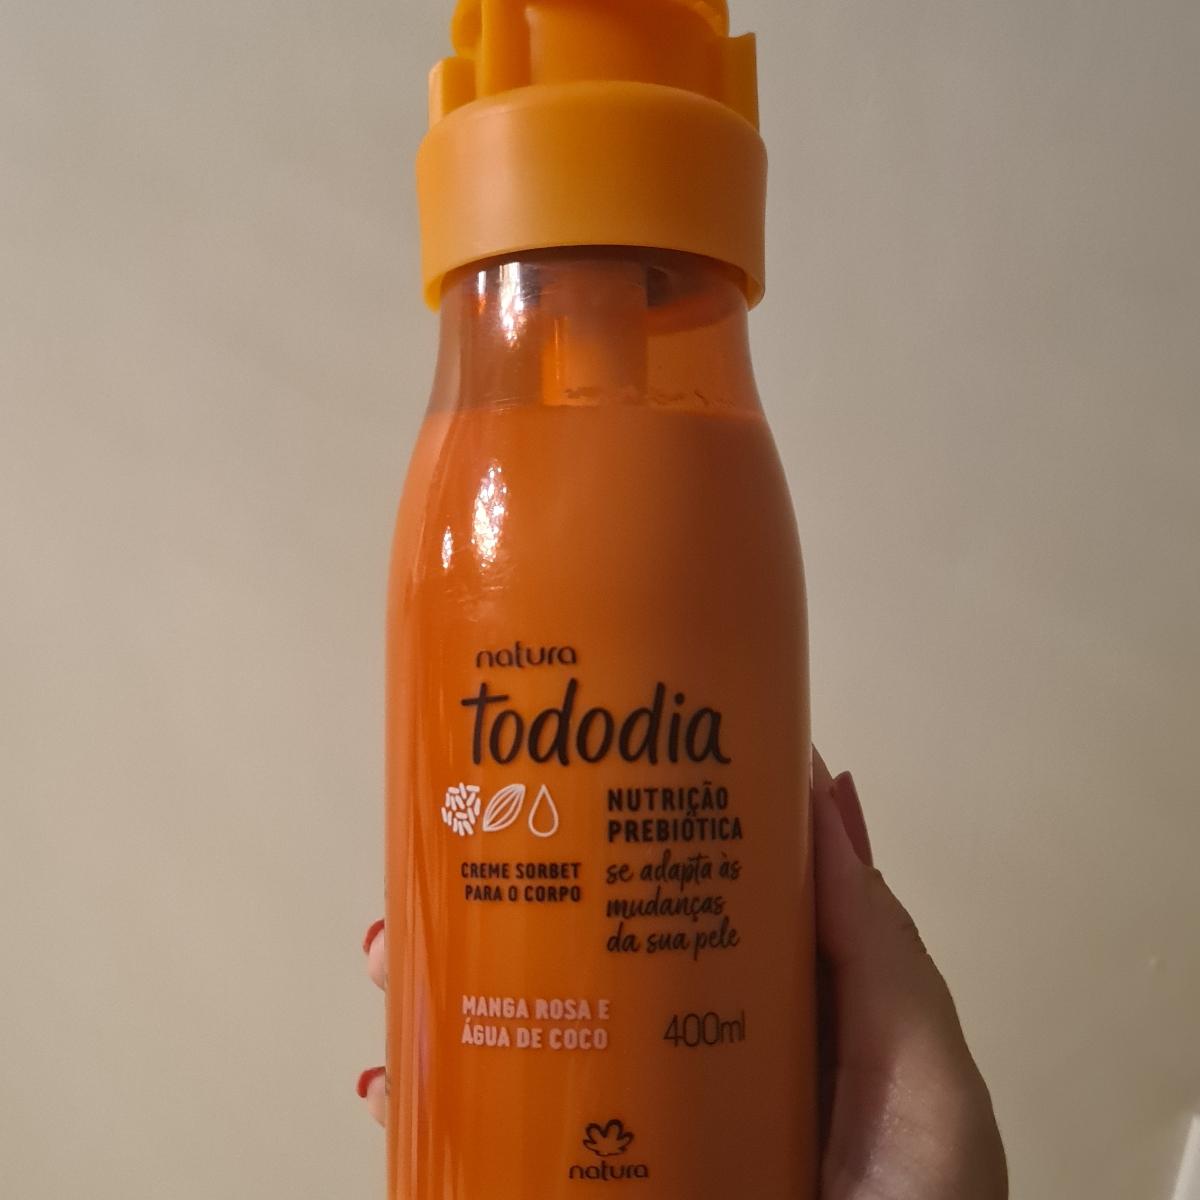 natura
tododia
NUTRIÇÃO
PREBIÓTICA
se adapta às
mudanças
da sua pele
CREME SORBET
PARA O CORPO
MANGA ROSA E
ÁGUA DE COCO
400ml
natura